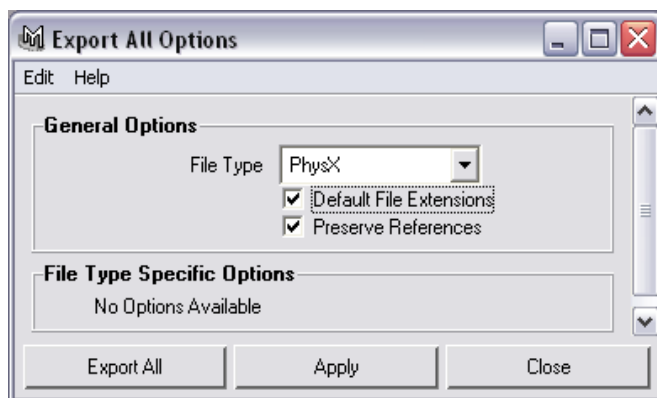 Export All Options
Edit Help
General Options
File Type PhysX
Default File Extensions
Preserve References
File Type Specific Options
No Options Available
Export All Apply Close